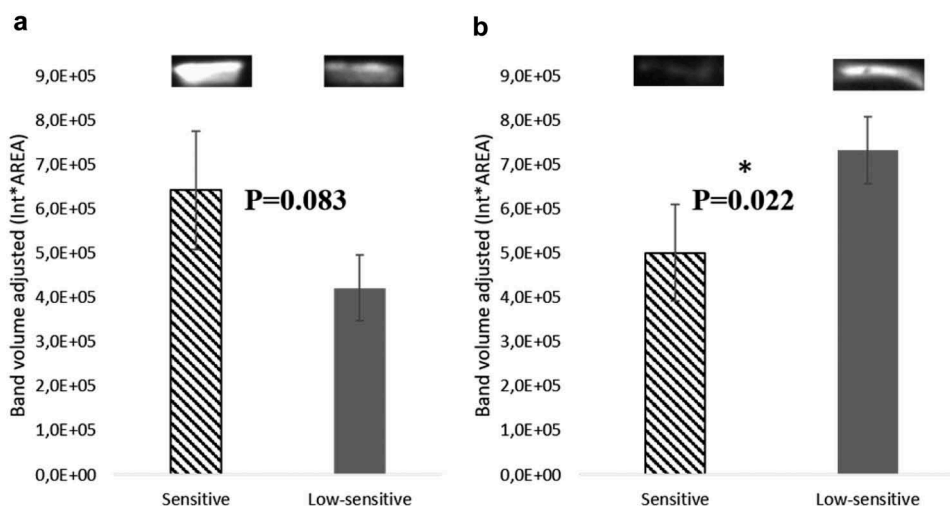 a
Band volume adjusted (Int*AREA)
9,0E+05
8,0E+05
7,0E+05
6,0E+05
5,0E+05
4,0E+05
3,0E+05
2,0E+05
1,0E+05
0,0E+00
P=0.083
Sensitive Low-sensitive
b
Band volume adjusted (Int*AREA)
9,0E+05
8,0E+05
7,0E+05
6,0E+05
5,0E+05
4,0E+05
3,0E+05
2,0E+05
1,0E+05
0,0E+00
*
P=0.022
Sensitive Low-sensitive